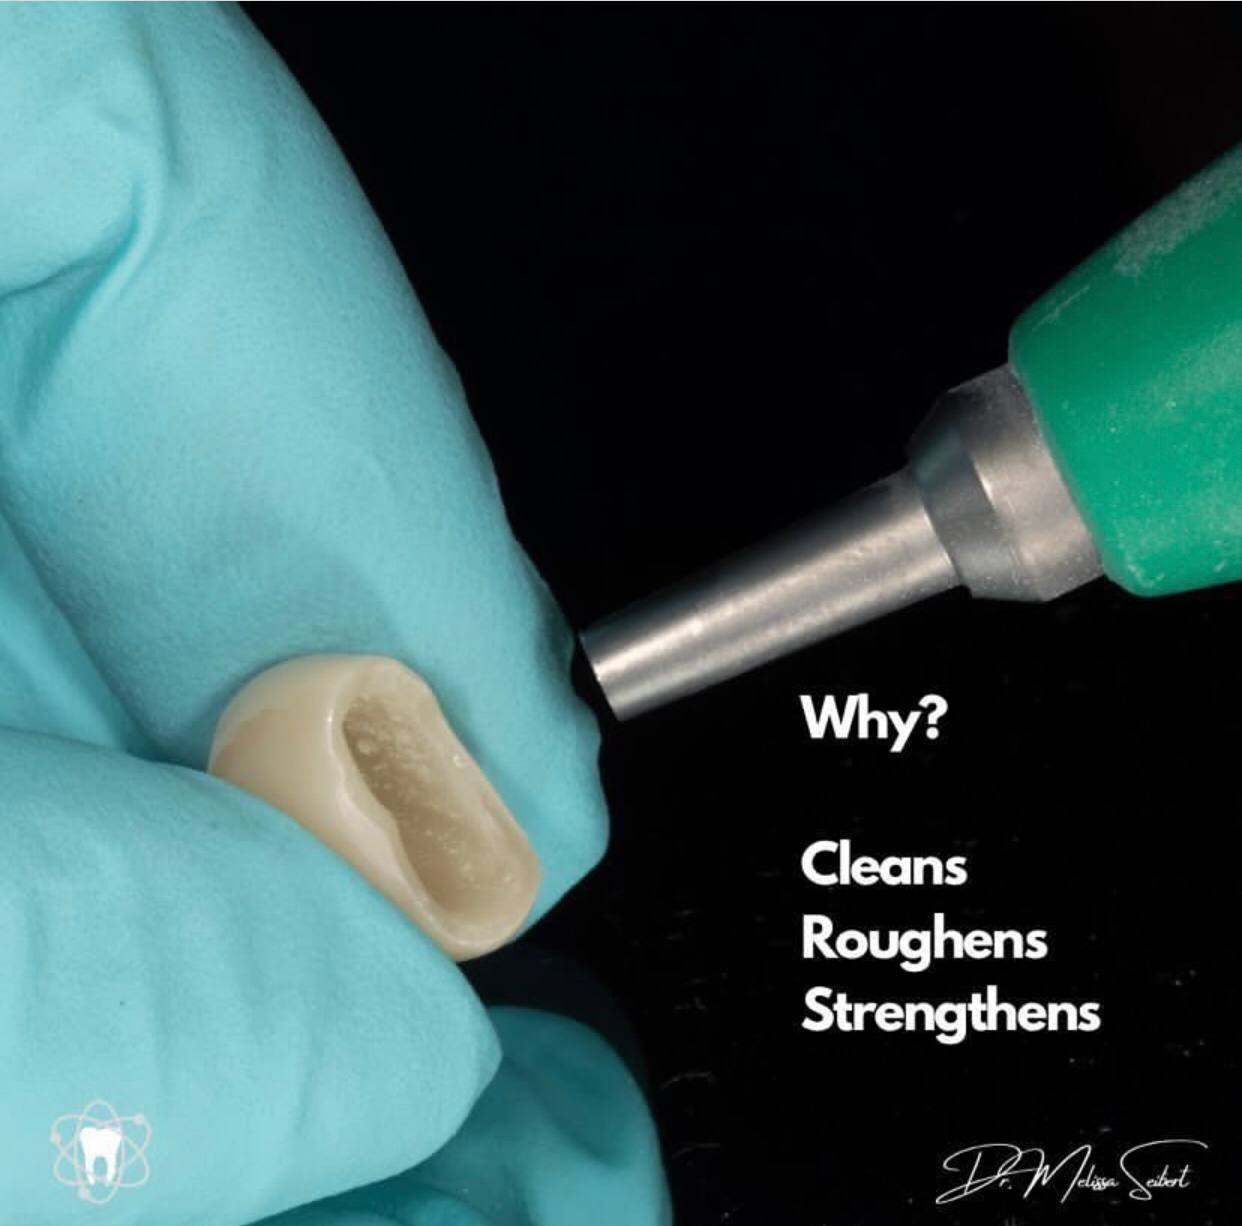 Why?
Cleans
Roughens
Strengthens
Dr. Melissa Seibert